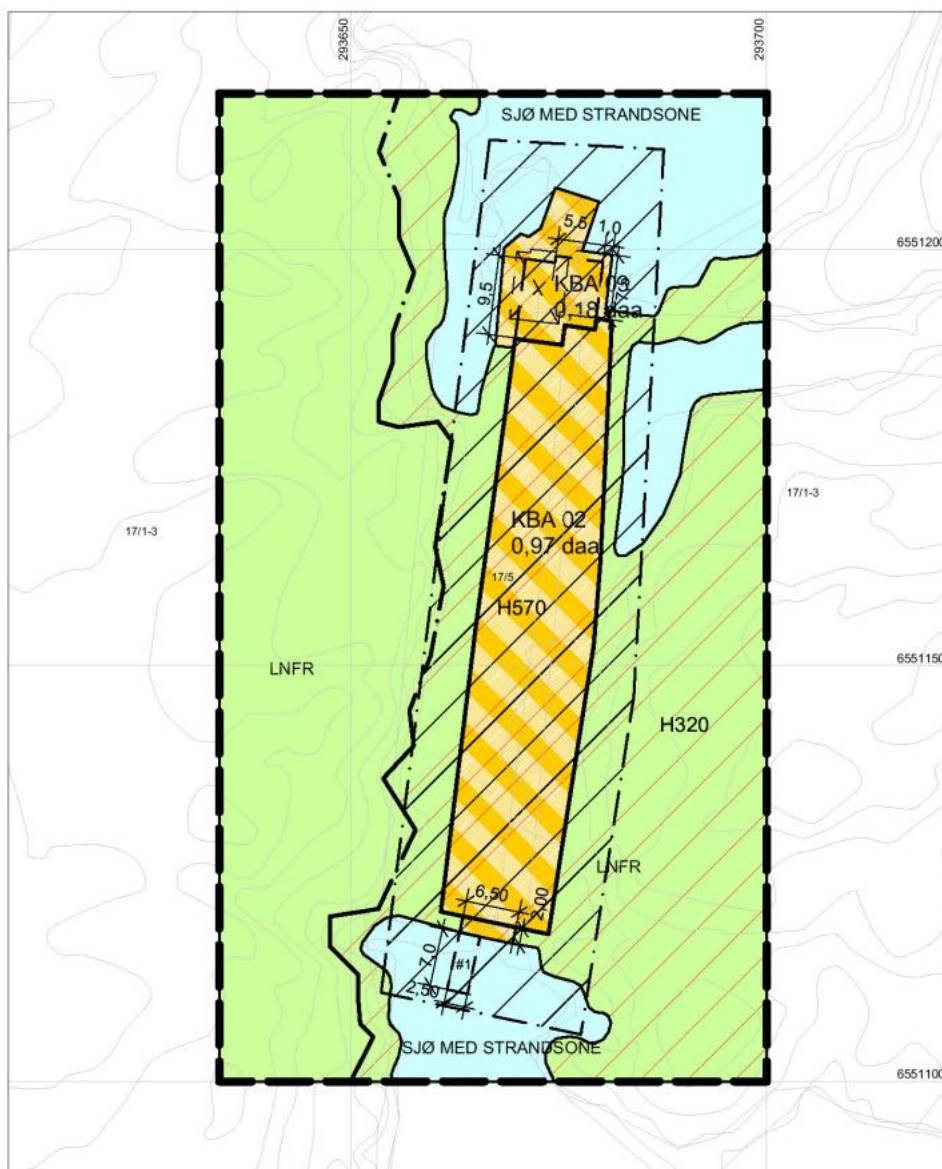 293650
293700
SJØ MED STRANDSONE
6551200
5,5
1,0
9,5
KBA 03
0,18 daa
17/1-3
17/1-3
KBA 02
0,97 daa
17/5
H570
6551150
LNFR
H320
LNFR
6,50
2,00
7,0
#1
2,50
SJØ MED STRANDSONE
6551100